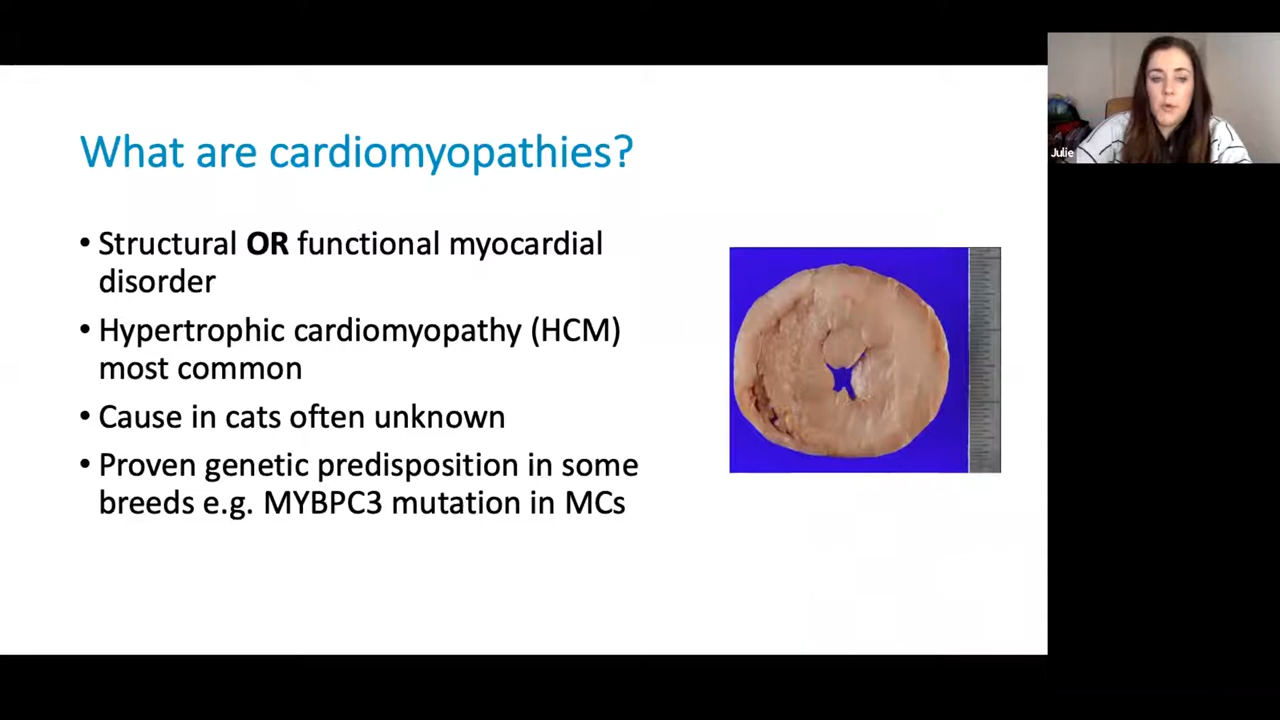 What are cardiomyopathies?
• Structural OR functional myocardial
disorder
• Hypertrophic cardiomyopathy (HCM)
most common
• Cause in cats often unknown
• Proven genetic predisposition in some
breeds e.g. MYBPC3 mutation in MCs
Julie